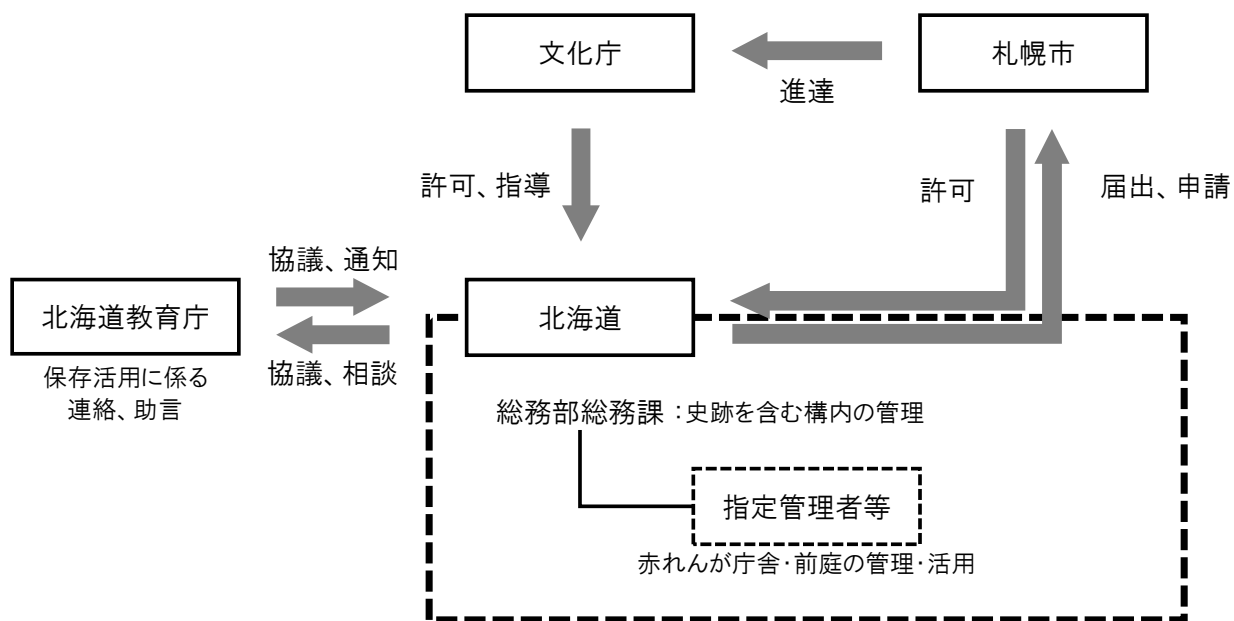 文化庁
札幌市
進達
許可、指導
許可
届出、申請
協議、通知
北海道教育庁
北海道
保存活用に係る
連絡、助言
協議、相談
総務部総務課：史跡を含む構内の管理
指定管理者等
赤れんが庁舎・前庭の管理・活用